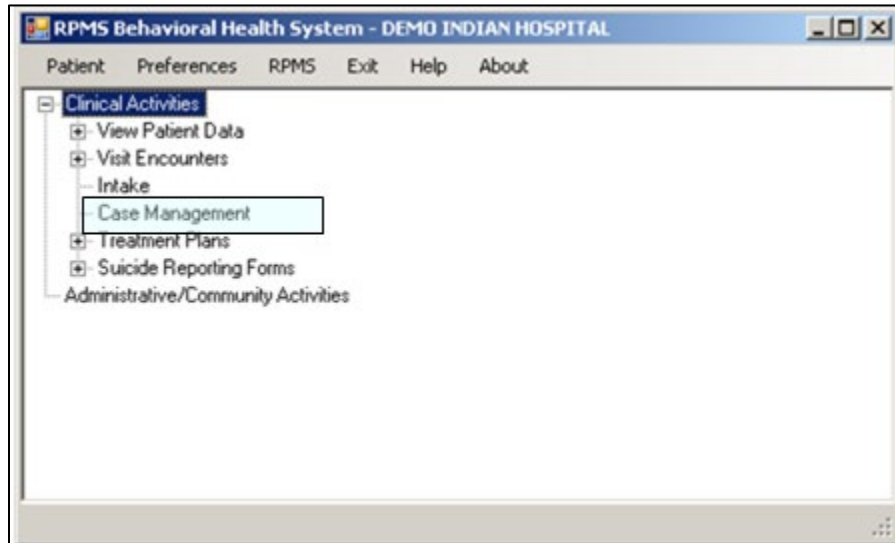 RPMS Behavioral Health System - DEMO INDIAN HOSPITAL
Patient Preferences RPMS Exit Help About
Clinical Activities
View Patient Data
Visit Encounters
Intake
Case Management
Treatment Plans
Suicide Reporting Forms
Administrative/Community Activities